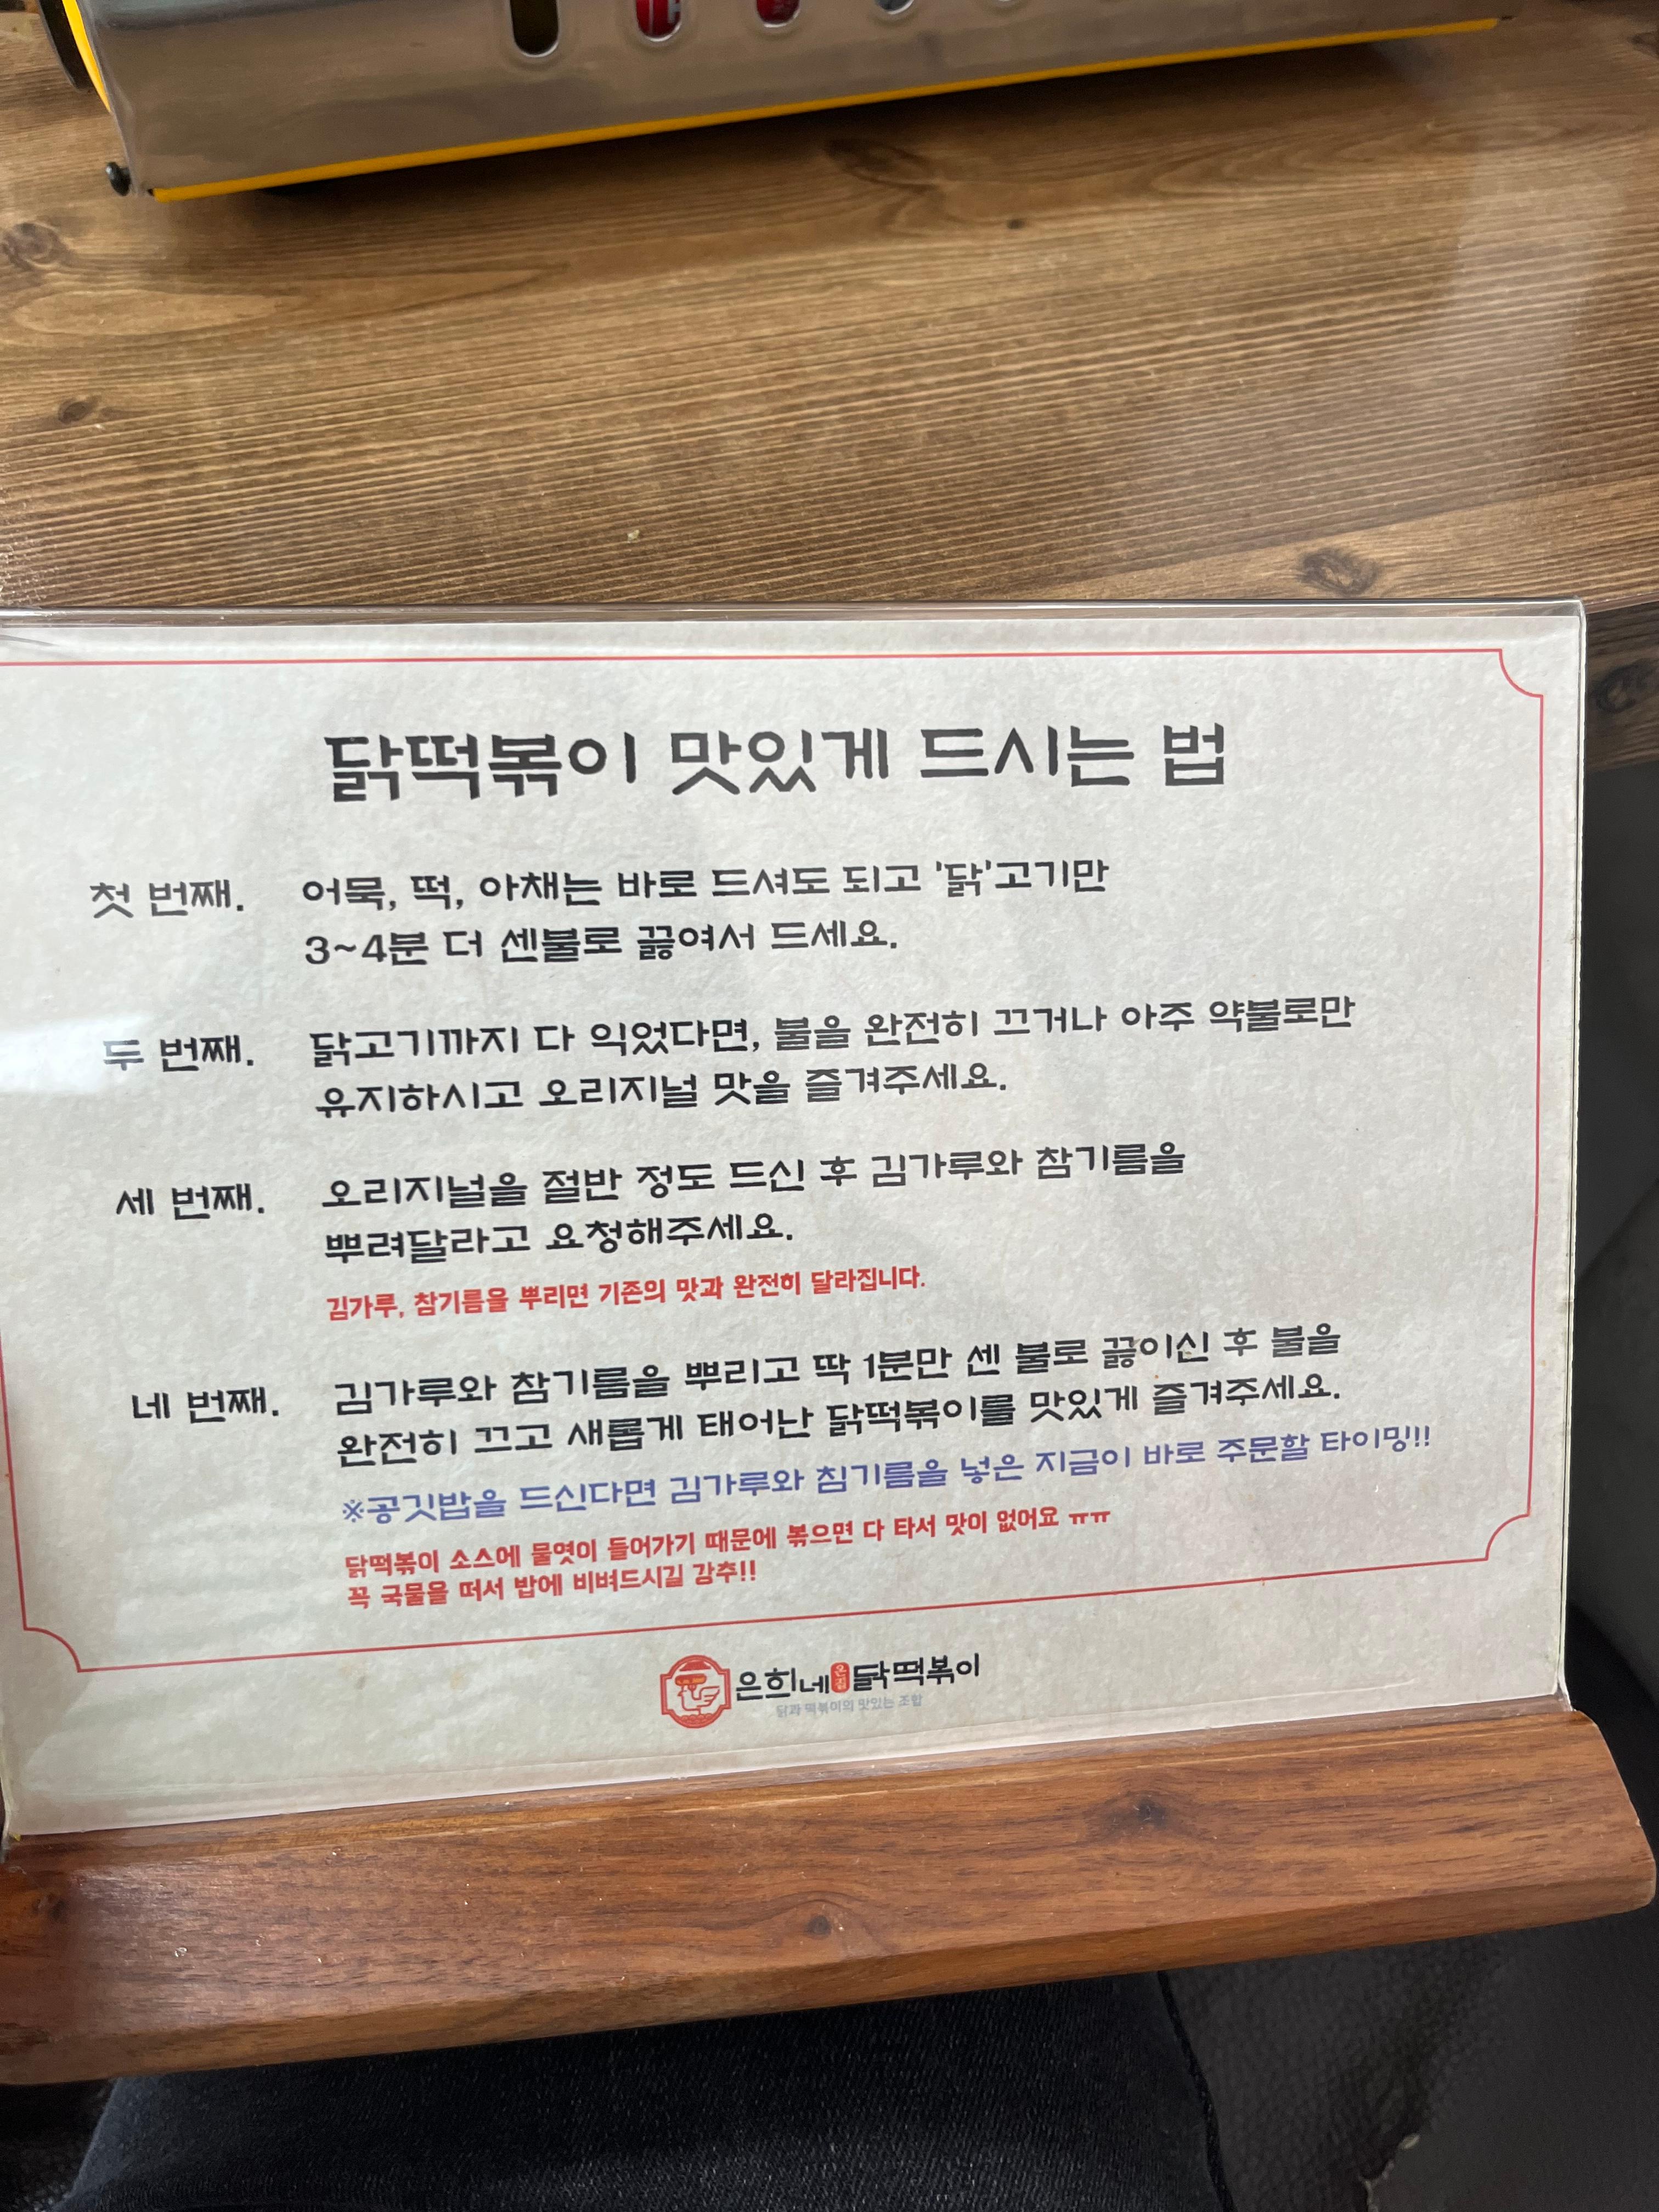 닭떡볶이 맛있게 드시는 법
첫 번째. 어묵, 떡, 야채는 바로 드셔도 되고 '닭'고기만
3~4분 더 센불로 끓여서 드세요.
두 번째. 닭고기까지 다 익었다면, 불을 완전히 끄거나 아주 약불로만
유지하시고 오리지널 맛을 즐겨주세요.
세 번째. 오리지널을 절반 정도 드신 후 김가루와 참기름을
뿌려달라고 요청해주세요.
김가루, 참기름을 뿌리면 기존의 맛과 완전히 달라집니다.
네 번째. 김가루와 참기름을 뿌리고 딱 1분만 센 불로 끓이신 후 불을
완전히 끄고 새롭게 태어난 닭떡볶이를 맛있게 즐겨주세요.
※공깃밥을 드신다면 김가루와 침기름을 넣은 지금이 바로 주문할 타이밍!!
닭떡볶이 소스에 물엿이 들어가기 때문에 볶으면 다 타서 맛이 없어요 ㅠㅠ
꼭 국물을 떠서 밥에 비벼드시길 강추!!
은희네 닭떡볶이
닭과 떡볶이의 맛있는 조합